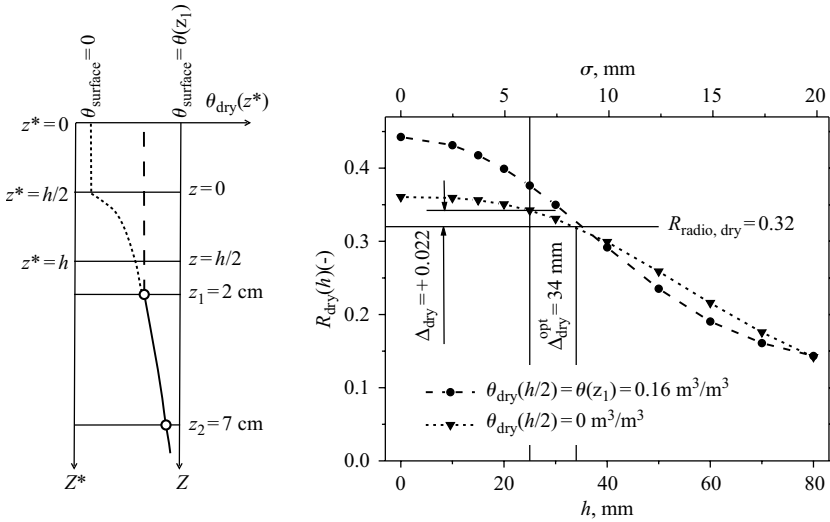 θsurface=0
θsurface=θ(z1)
θdry(z*)
z*=0
z*=h/2
z=0
z*=h
z=h/2
z1=2 cm
z2=7 cm
Z*
Z
σ, mm
0 5 10 15 20
Rdry(h)(-)
0.4
0.3
0.2
0.1
0.0
Rradio, dry=0.32
Δdry=+0.022
Δdry opt=34 mm
θdry(h/2)=θ(z1)=0.16 m³/m³
θdry(h/2)=0 m³/m³
0 20 40 60 80
h, mm